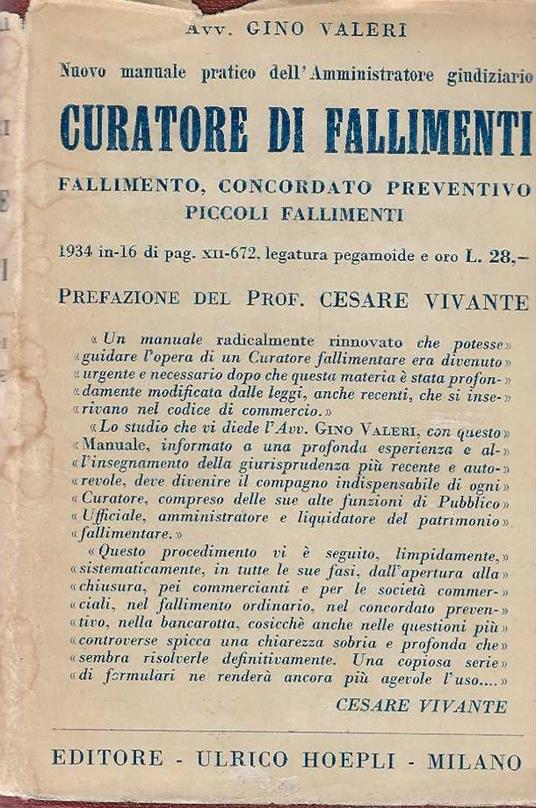 Avv. GINO VALERI
Nuovo manuale pratico dell'Amministratore giudiziario
CURATORE DI FALLIMENTI
FALLIMENTO, CONCORDATO PREVENTIVO
PICCOLI FALLIMENTI
1934 in-16 di pag. XII-672, legatura pegamoide e oro L. 28,–
PREFAZIONE DEL PROF. CESARE VIVANTE
« Un manuale radicalmente rinnovato che potesse»
«guidare l'opera di un Curatore fallimentare era divenuto»
«urgente e necessario dopo che questa materia è stata profon-»
«damente modificata dalle leggi, anche recenti, che si inse-»
«rivano nel codice di commercio.»
«Lo studio che vi diede l'Avv. GINO VALERI, con questo»
«Manuale, informato a una profonda esperienza e al-»
«l'insegnamento della giurisprudenza più recente e auto-»
«revole, deve divenire il compagno indispensabile di ogni»
«Curatore, compreso delle sue alte funzioni di Pubblico»
«Ufficiale, amministratore e liquidatore del patrimonio»
«fallimentare.»
«Questo procedimento vi è seguito, limpidamente,»
«sistematicamente, in tutte le sue fasi, dall'apertura alla»
«chiusura, pei commercianti e per le società commer-»
«ciali, nel fallimento ordinario, nel concordato preven-»
«tivo, nella bancarotta, cosicchè anche nelle questioni più»
«controverse spicca una chiarezza sobria e profonda che»
«sembra risolverle definitivamente. Una copiosa serie»
«di formulari ne renderà ancora più agevole l'uso....»
CESARE VIVANTE
EDITORE - ULRICO HOEPLI - MILANO